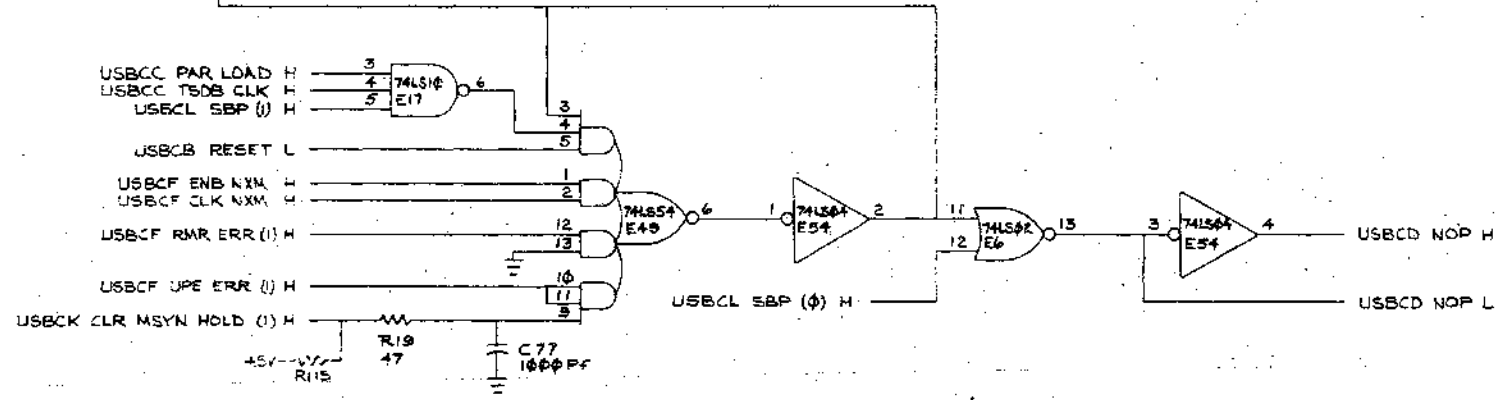 USBCC PAR LOAD H 3
USBCC TSDB CLK H 4
USBCL SBP (1) H 5
74LS10
E17
6
USBCB RESET L
3
4
5
USBCF ENB NXM H 1
USBCF CLK NXM H 2
74LS54
E49
6
1
74LS04
E54
2
11
12
74LS02
E6
13
3
74LS04
E54
4
USBCD NOP H
USBCF RMR ERR (1) H 12
13
USBCF UPE ERR (1) H 10
11
9
USBCL SBP (0) H
USBCD NOP L
USBCK CLR MSYN HOLD (1) H
R19
47
+5V
R115
C77
1000 Pf